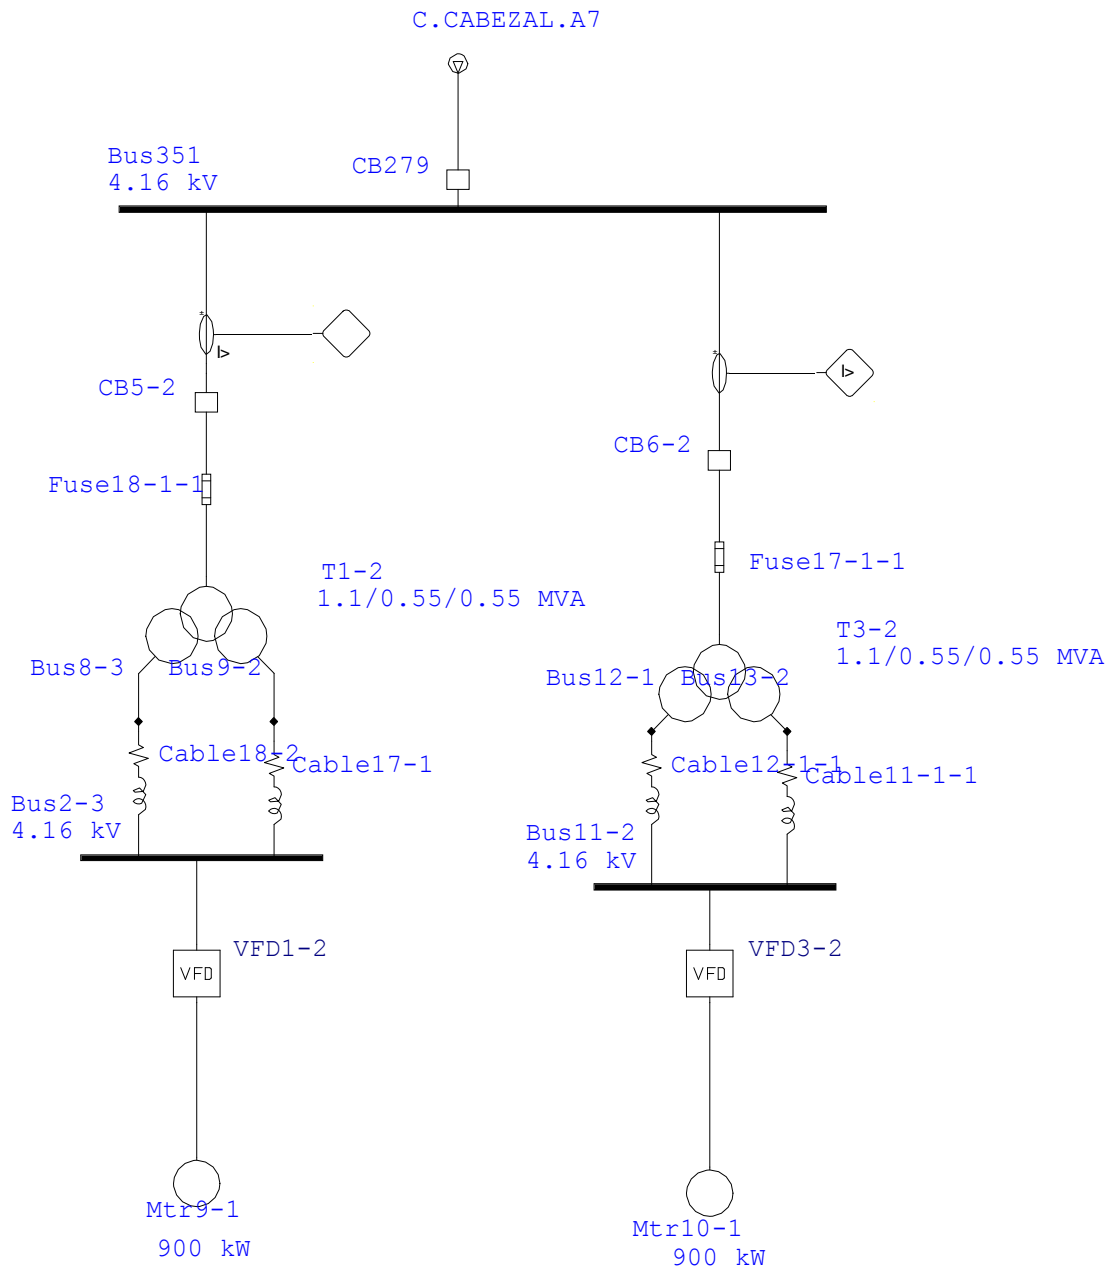 C.CABEZAL.A7
Bus351
4.16 kV
CB279
±
I>
CB5-2
Fuse18-1-1
T1-2
1.1/0.55/0.55 MVA
Bus8-3
Bus9-2
Cable18-2
Cable17-1
Bus2-3
4.16 kV
VFD1-2
VFD
Mtr9-1
900 kW
±
I>
CB6-2
Fuse17-1-1
T3-2
1.1/0.55/0.55 MVA
Bus12-1
Bus13-2
Cable12-1-1
Cable11-1-1
Bus11-2
4.16 kV
VFD3-2
VFD
Mtr10-1
900 kW